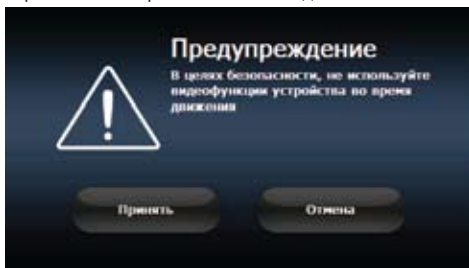 Предупреждение
В целях безопасности, не используйте
видеофункции устройства во время
движения
Принять
Отмена